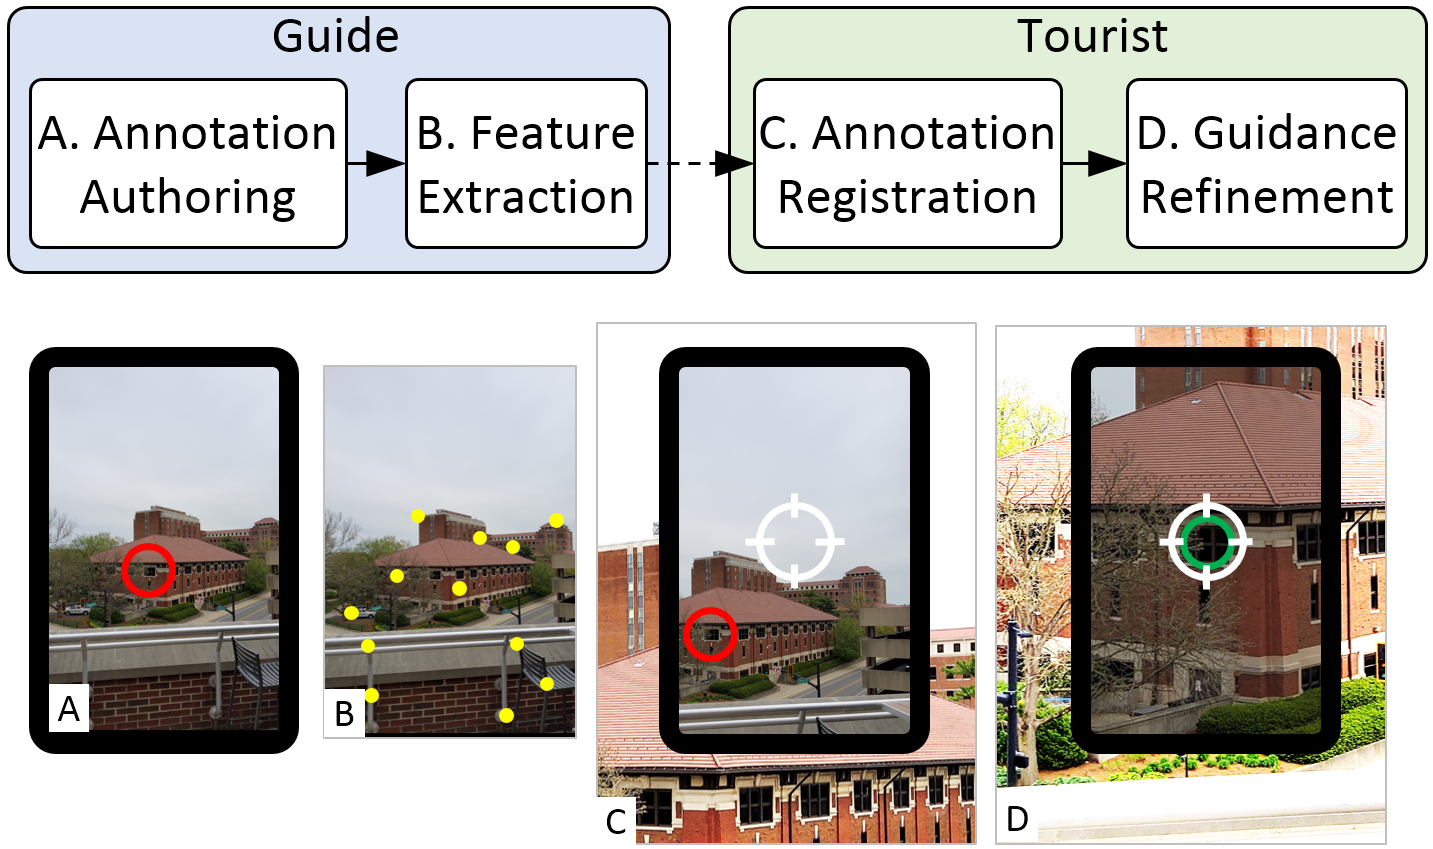 Guide
A. Annotation
Authoring
B. Feature
Extraction
Tourist
C. Annotation
Registration
D. Guidance
Refinement
A
B
C
D